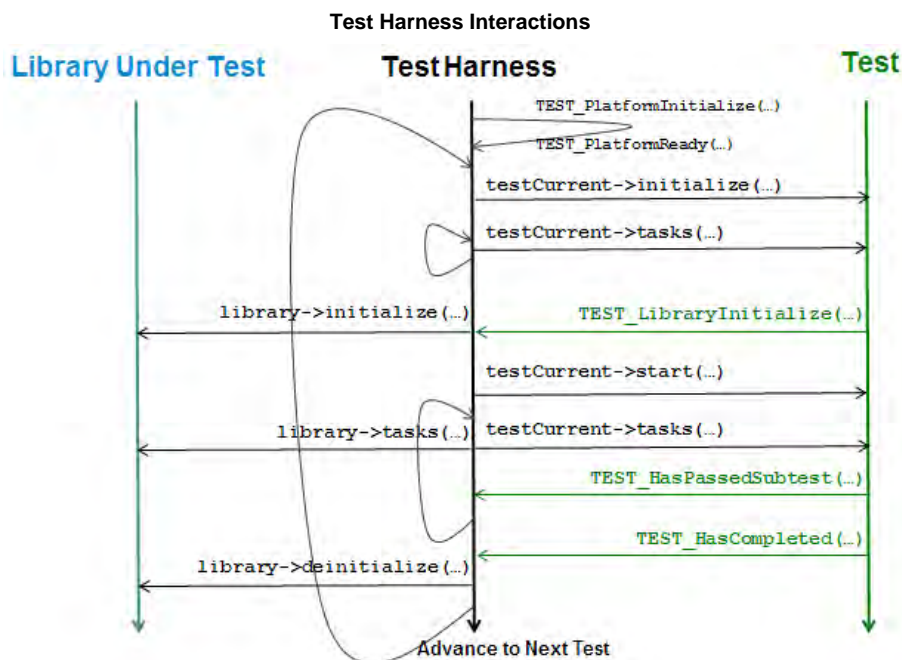 Test Harness Interactions
Library Under Test
Test Harness
Test
TEST_PlatformInitialize(…)
TEST_PlatformReady(…)
testCurrent->initialize(…)
testCurrent->tasks(…)
library->initialize(…)
TEST_LibraryInitialize(…)
testCurrent->start(…)
library->tasks(…)
testCurrent->tasks(…)
TEST_HasPassedSubtest(…)
TEST_HasCompleted(…)
library->deinitialize(…)
Advance to Next Test